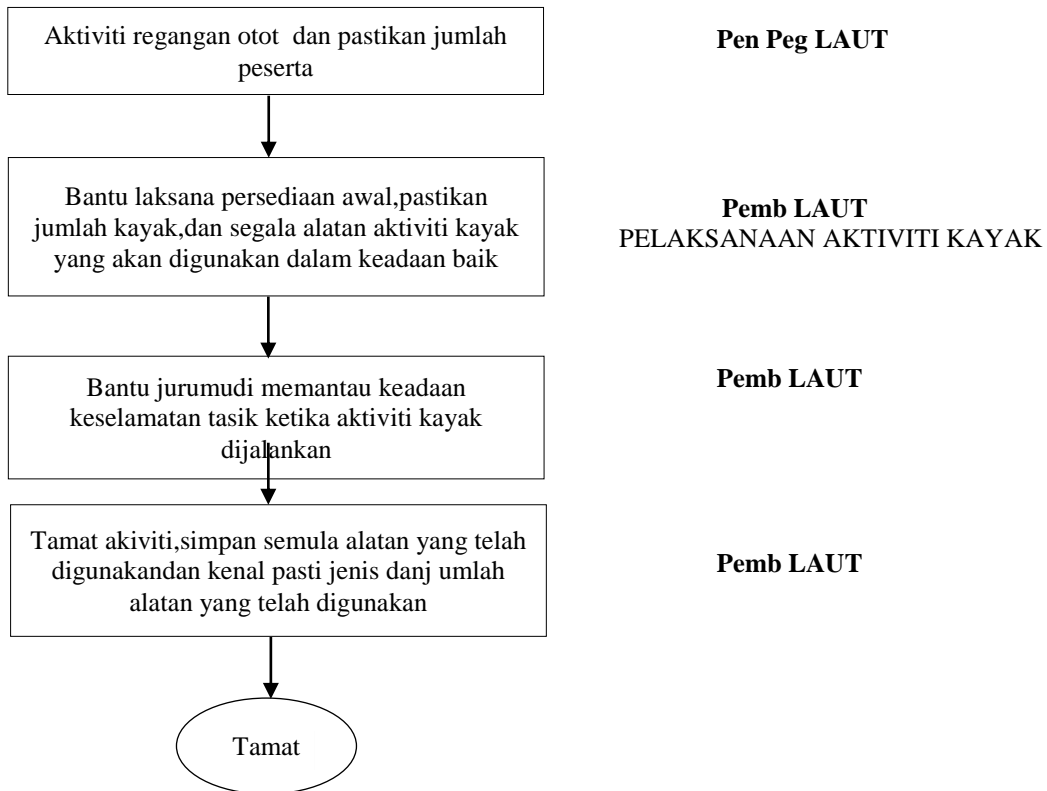 Aktiviti regangan otot dan pastikan jumlah
peserta
Pen Peg LAUT
Bantu laksana persediaan awal,pastikan
jumlah kayak,dan segala alatan aktiviti kayak
yang akan digunakan dalam keadaan baik
Pemb LAUT
PELAKSANAAN AKTIVITI KAYAK
Bantu jurumudi memantau keadaan
keselamatan tasik ketika aktiviti kayak
dijalankan
Pemb LAUT
Tamat akiviti,simpan semula alatan yang telah
digunakandan kenal pasti jenis danj umlah
alatan yang telah digunakan
Pemb LAUT
Tamat